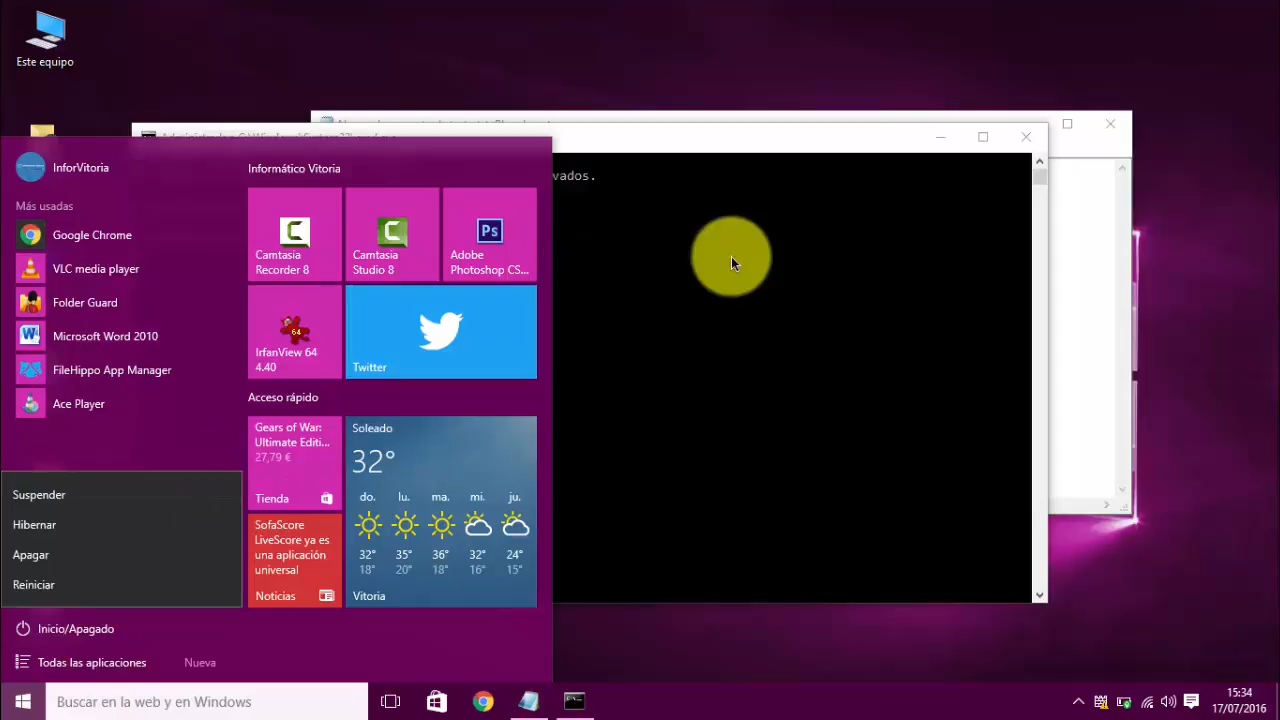 Este equipo
InforVitoria
Más usadas
Google Chrome
VLC media player
Folder Guard
Microsoft Word 2010
FileHippo App Manager
Ace Player
Suspender
Hibernar
Apagar
Reiniciar
Inicio/Apagado
Todas las aplicaciones
Nueva
Informático Vitoria
Camtasia
Recorder 8
Camtasia
Studio 8
Ps
Adobe
Photoshop CS...
64
IrfanView 64
4.40
Twitter
Acceso rápido
Gears of War:
Ultimate Editi...
27,79 €
Tienda
SofaScore
LiveScore ya es
una aplicación
universal
Noticias
Soleado
32°
do. lu. ma. mi. ju.
32° 35° 36° 32° 24°
18° 20° 18° 16° 15°
Vitoria
vados.
Buscar en la web y en Windows
15:34
17/07/2016